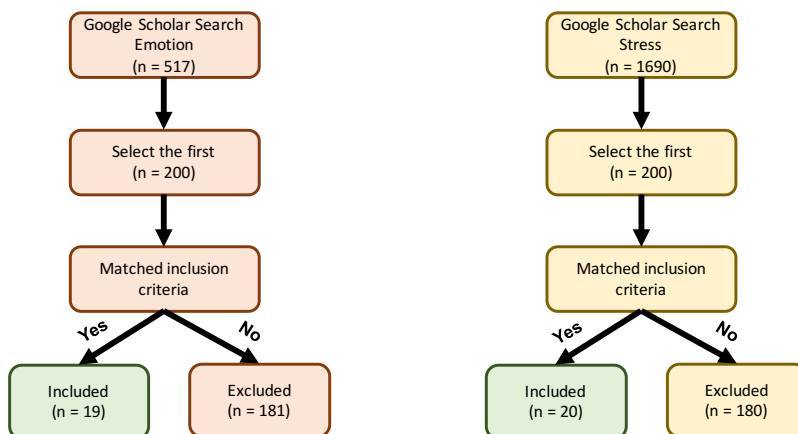 Google Scholar Search
Emotion
(n = 517)
Select the first
(n = 200)
Matched inclusion
criteria
Yes
No
Included
(n = 19)
Excluded
(n = 181)
Google Scholar Search
Stress
(n = 1690)
Select the first
(n = 200)
Matched inclusion
criteria
Yes
No
Included
(n = 20)
Excluded
(n = 180)